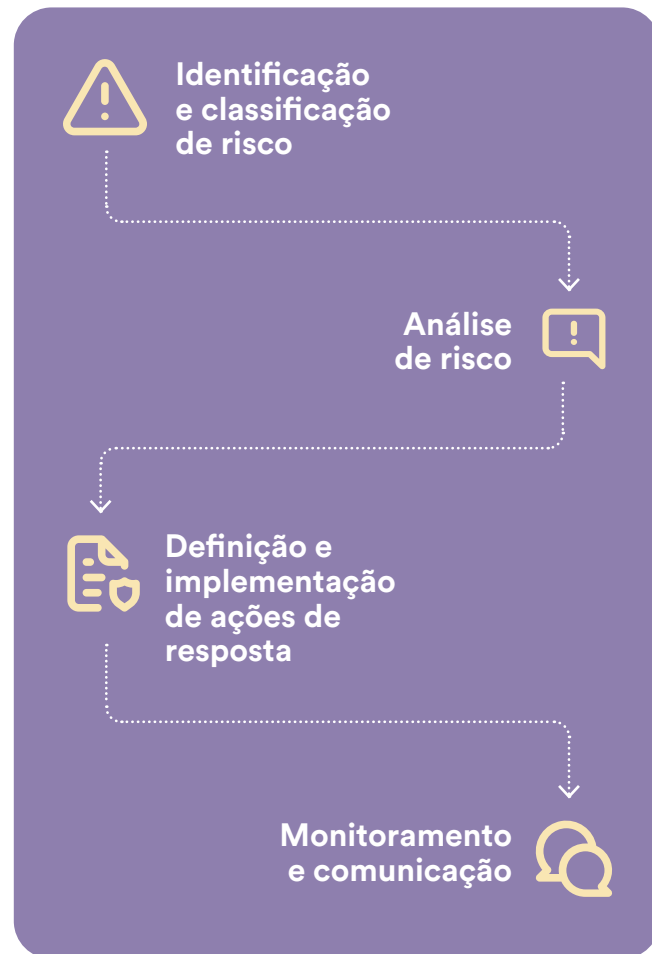 Identificação
e classificação
de risco
Análise
de risco
Definição e
implementação
de ações de
resposta
Monitoramento
e comunicação